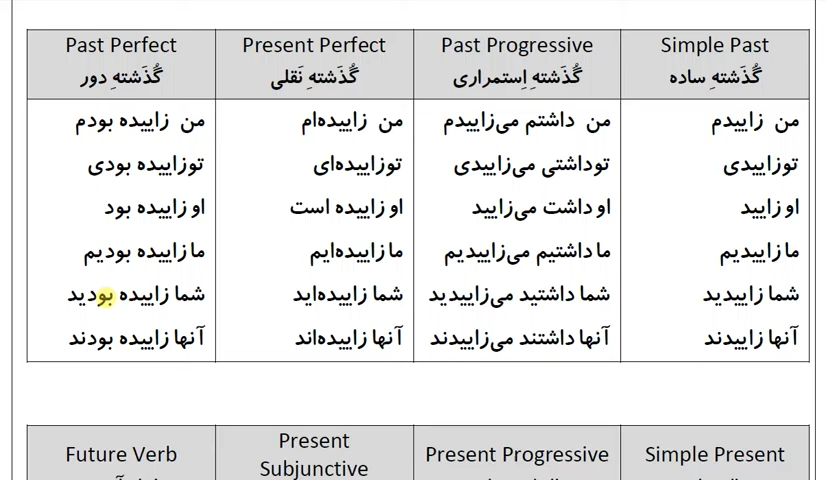 Simple Past
گُذَشتهِ ساده
Past Progressive
گُذَشتهِ اِستمراری
Present Perfect
گُذَشتهِ نَقلی
Past Perfect
گُذَشتهِ دور
من زاییدم
من داشتم می‌زاییدم
من زاییده‌ام
من زاییده بودم
توزاییدی
توداشتی می‌زاییدی
توزاییده‌ای
توزاییده بودی
او زایید
او داشت می‌زایید
او زاییده است
او زاییده بود
ما زاییدیم
ما داشتیم می‌زاییدیم
ما زاییده‌ایم
ما زاییده بودیم
شما زاییدید
شما داشتید می‌زاییدید
شما زاییده‌اید
شما زاییده بودید
آنها زاییدند
آنها داشتند می‌زاییدند
آنها زاییده‌اند
آنها زاییده بودند
Simple Present
Present Progressive
Present
Subjunctive
Future Verb